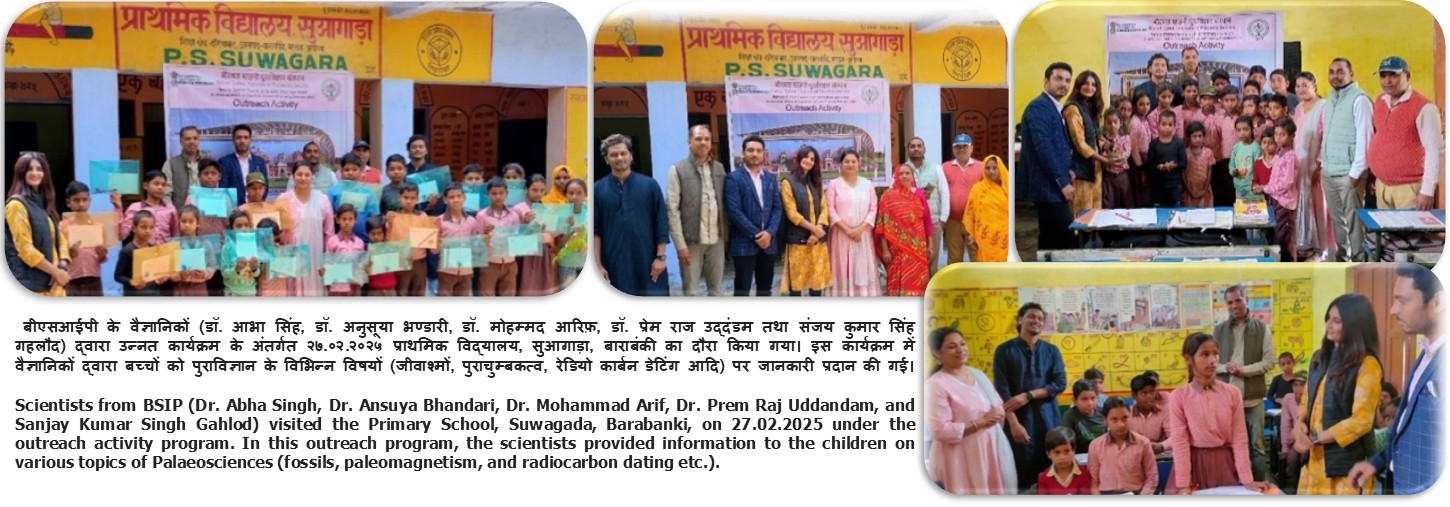 प्राथमिक विद्यालय सुआगाड़ा
P.S. SUWAGARA
Outreach Activity
प्राथमिक विद्यालय सुआगाड़ा
P.S. SUWAGARA
Outreach Activity
Outreach Activity
बीएसआईपी के वैज्ञानिकों (डॉ. आभा सिंह, डॉ. अनुसूया भण्डारी, डॉ. मोहम्मद आरिफ़, डॉ. प्रेम राज उद्दंडम तथा संजय कुमार सिंह
गहलौद) द्वारा उन्नत कार्यक्रम के अंतर्गत २७.०२.२०२५ प्राथमिक विद्यालय, सुआगाड़ा, बाराबंकी का दौरा किया गया। इस कार्यक्रम में
वैज्ञानिकों द्वारा बच्चों को पुराविज्ञान के विभिन्न विषयों (जीवाश्मों, पुराचुम्बकत्व, रेडियो कार्बन डेटिंग आदि) पर जानकारी प्रदान की गई।
Scientists from BSIP (Dr. Abha Singh, Dr. Ansuya Bhandari, Dr. Mohammad Arif, Dr. Prem Raj Uddandam, and
Sanjay Kumar Singh Gahlod) visited the Primary School, Suwagada, Barabanki, on 27.02.2025 under the
outreach activity program. In this outreach program, the scientists provided information to the children on
various topics of Palaeosciences (fossils, paleomagnetism, and radiocarbon dating etc.).